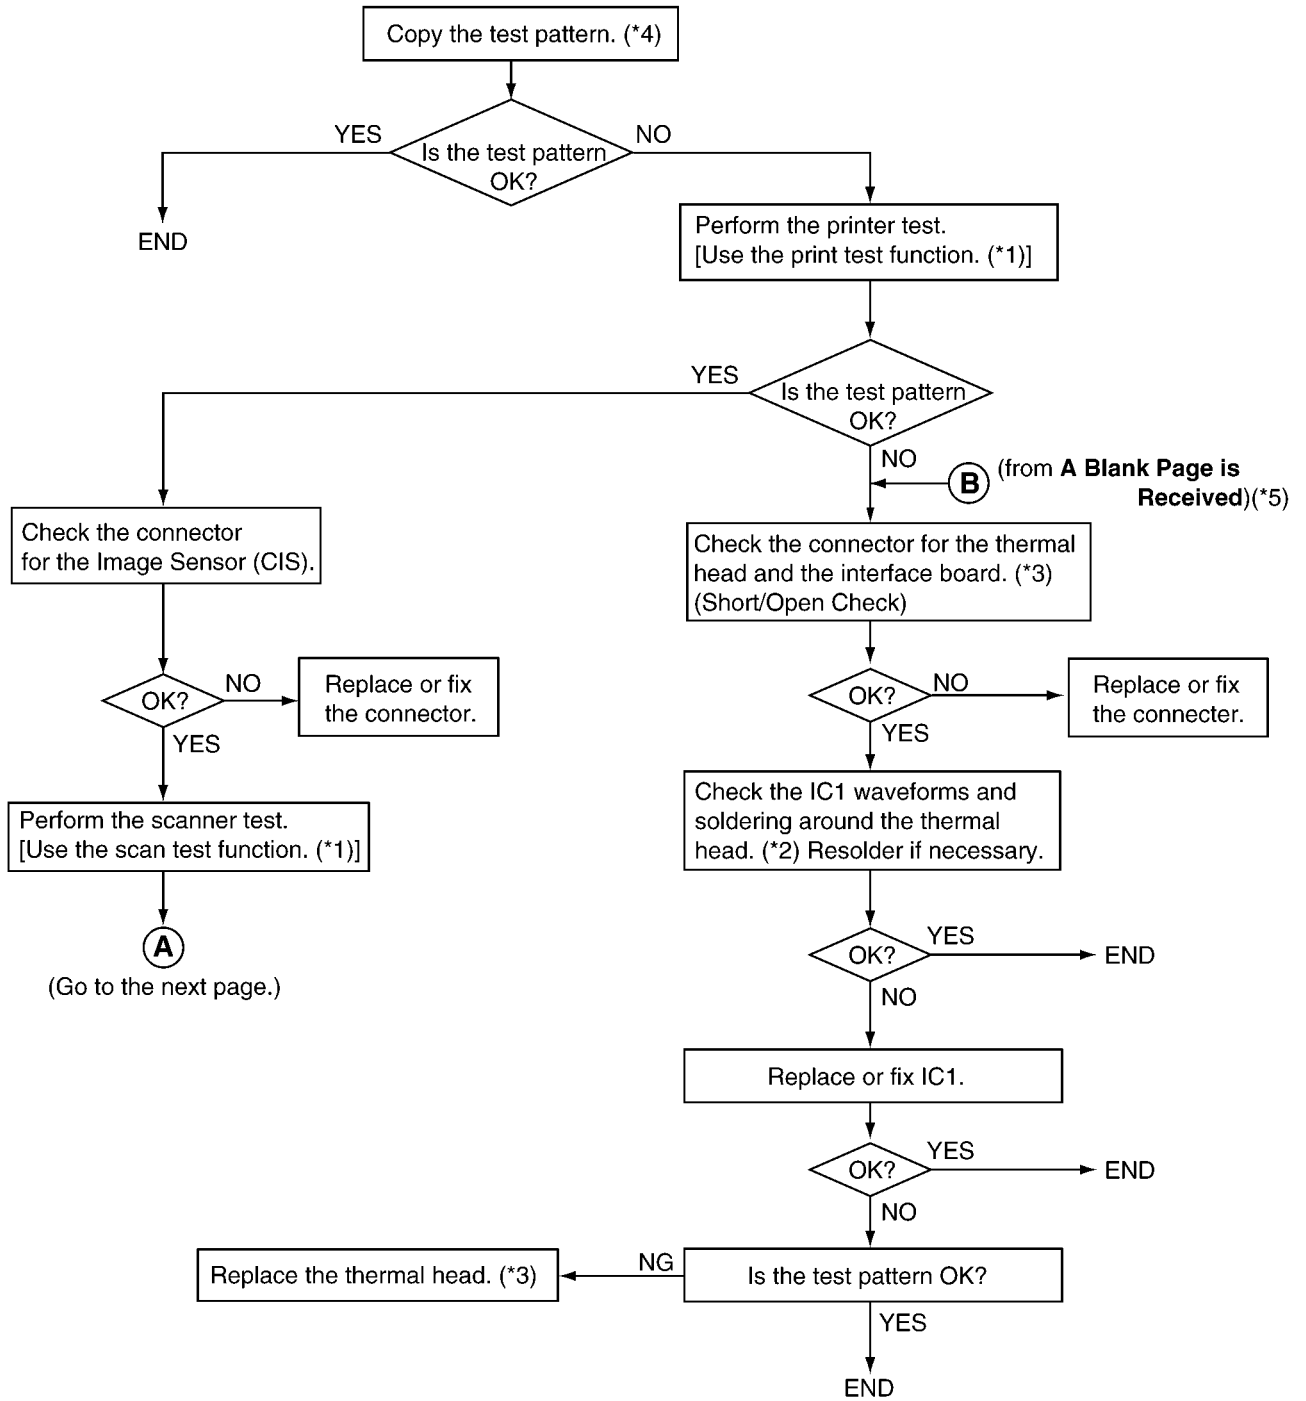 Copy the test pattern. (*4)
YES
NO
Is the test pattern
OK?
END
Perform the printer test.
[Use the print test function. (*1)]
YES
Is the test pattern
OK?
NO
B
(from A Blank Page is
Received)(*5)
Check the connector
for the Image Sensor (CIS).
Check the connector for the thermal
head and the interface board. (*3)
(Short/Open Check)
OK?
NO
Replace or fix
the connector.
YES
OK?
NO
Replace or fix
the connecter.
YES
Perform the scanner test.
[Use the scan test function. (*1)]
A
(Go to the next page.)
Check the IC1 waveforms and
soldering around the thermal
head. (*2) Resolder if necessary.
OK?
YES
END
NO
Replace or fix IC1.
OK?
YES
END
NO
Is the test pattern OK?
NG
Replace the thermal head. (*3)
YES
END